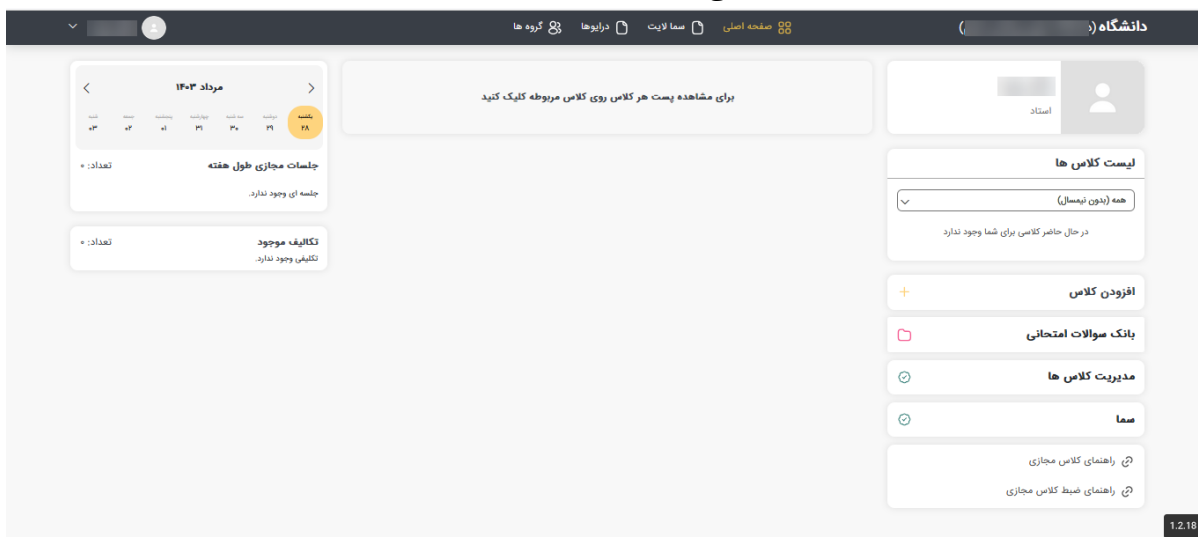 دانشگاه (د )
صفحه اصلی
سما لایت
درایوها
گروه ها
استاد
لیست کلاس ها
همه (بدون نیمسال)
در حال حاضر کلاسی برای شما وجود ندارد
افزودن کلاس
بانک سوالات امتحانی
مدیریت کلاس ها
سما
راهنمای کلاس مجازی
راهنمای ضبط کلاس مجازی
برای مشاهده پست هر کلاس روی کلاس مربوطه کلیک کنید
مرداد ۱۴۰۳
یکشنبه دوشنبه سه شنبه چهارشنبه پنجشنبه جمعه شنبه
۲۸ ۲۹ ۳۰ ۳۱ ۰۱ ۰۲ ۰۳
جلسات مجازی طول هفته تعداد: ۰
جلسه ای وجود ندارد.
تکالیف موجود تعداد: ۰
تکلیفی وجود ندارد.
1.2.18